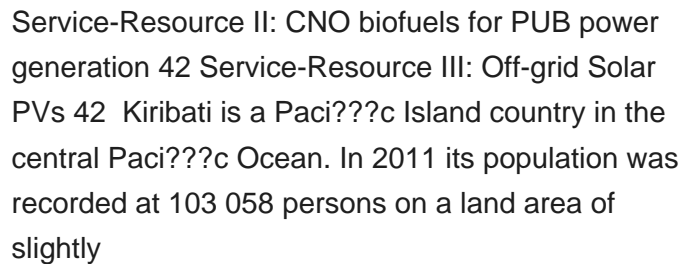 Service-Resource II: CNO biofuels for PUB power
generation 42 Service-Resource III: Off-grid Solar
PVs 42  Kiribati is a Paci???c Island country in the
central Paci???c Ocean. In 2011 its population was
recorded at 103 058 persons on a land area of
slightly